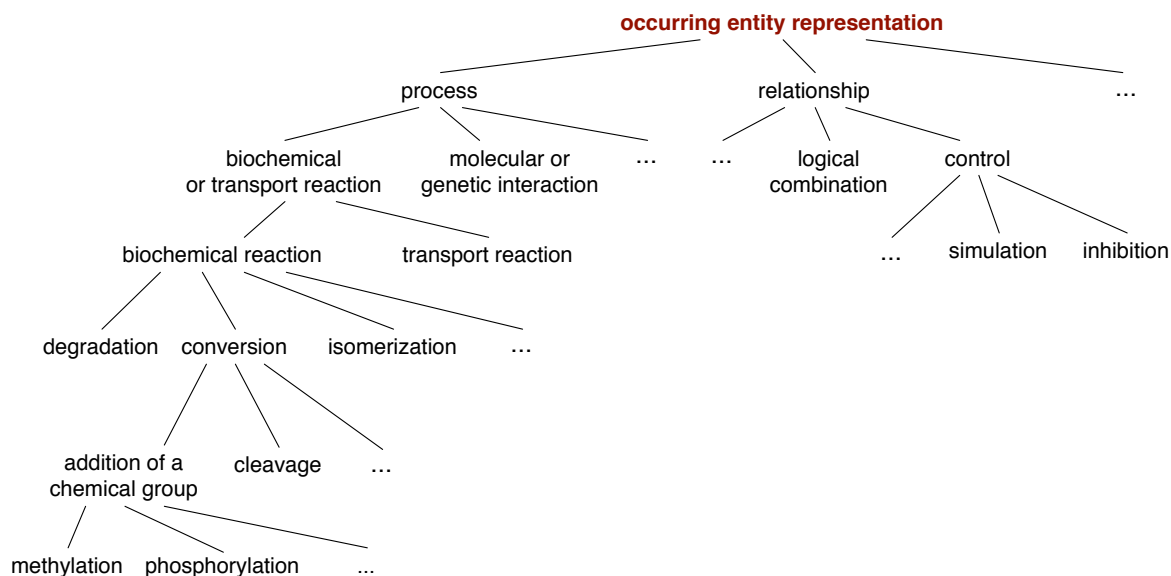 occurring entity representation
process
relationship
...
biochemical
or transport reaction
molecular or
genetic interaction
...
...
logical
combination
control
biochemical reaction
transport reaction
...
simulation
inhibition
degradation
conversion
isomerization
...
addition of a
chemical group
cleavage
...
methylation
phosphorylation
...